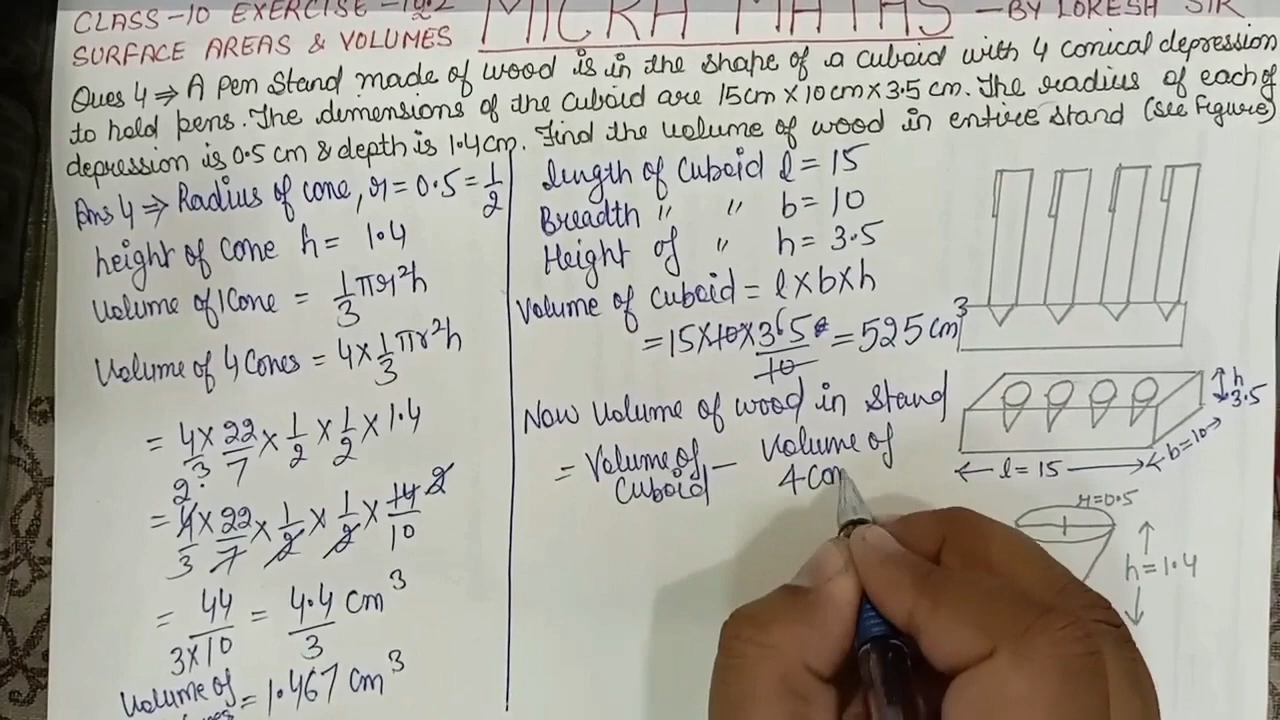 CLASS-10 EXERCISE-
SURFACE AREAS & VOLUMES
MICRA MATHS
-BY LOKESH SIR
Ques 4 ⇒ A pen Stand made of wood is in the shape of a cuboid with 4 conical depression
to hold pens. The dimensions of the cuboid are 15cm×10cm×3.5 cm. The radius of each of
depression is 0.5 cm & depth is 1.4cm. Find the volume of wood in entire stand (see figure)
Ans 4 ⇒ Radius of cone, r = 0.5 = 1/2
height of cone h = 1.4
Volume of 1 Cone = 1/3 πr²h
Volume of 4 Cones = 4 × 1/3 πr²h
= 4/3 × 22/7 × 1/2 × 1/2 × 1.4
= 4/3 × 22/7 × 1/2 × 1/2 × 14/10 2
2
= 44/3×10 = 4.4/3 cm³
Volume of = 1.467 cm³
length of Cuboid l = 15
Breadth " " b = 10
Height of " h = 3.5
Volume of Cuboid = l×b×h
= 15×10×35/10 = 525 cm³
Now Volume of wood in Stand
= Volume of Cuboid − Volume of 4 Con
h
3.5
l = 15
b=10
r=0.5
h = 1.4